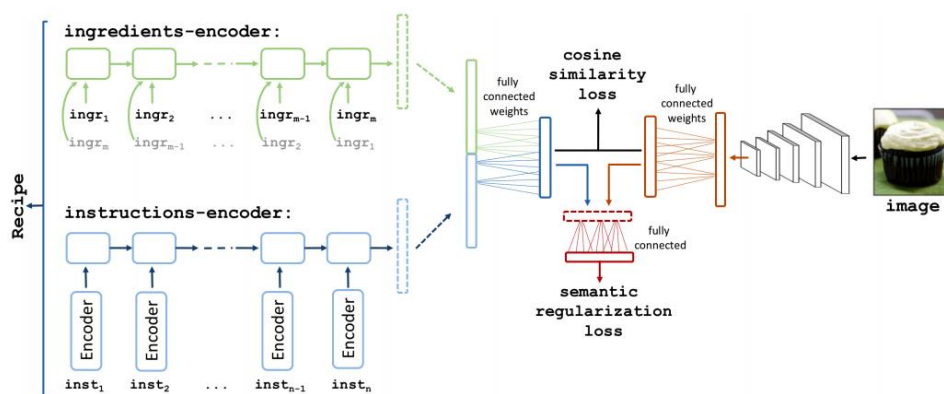 ingredients-encoder:
ingr₁ ingr₂ ... ingrₘ₋₁ ingrₘ
ingrₘ ingrₘ₋₁ ... ingr₂ ingr₁
Recipe
instructions-encoder:
Encoder Encoder Encoder Encoder
inst₁ inst₂ ... instₙ₋₁ instₙ
fully
connected
weights
cosine
similarity
loss
fully
connected
weights
fully
connected
semantic
regularization
loss
image